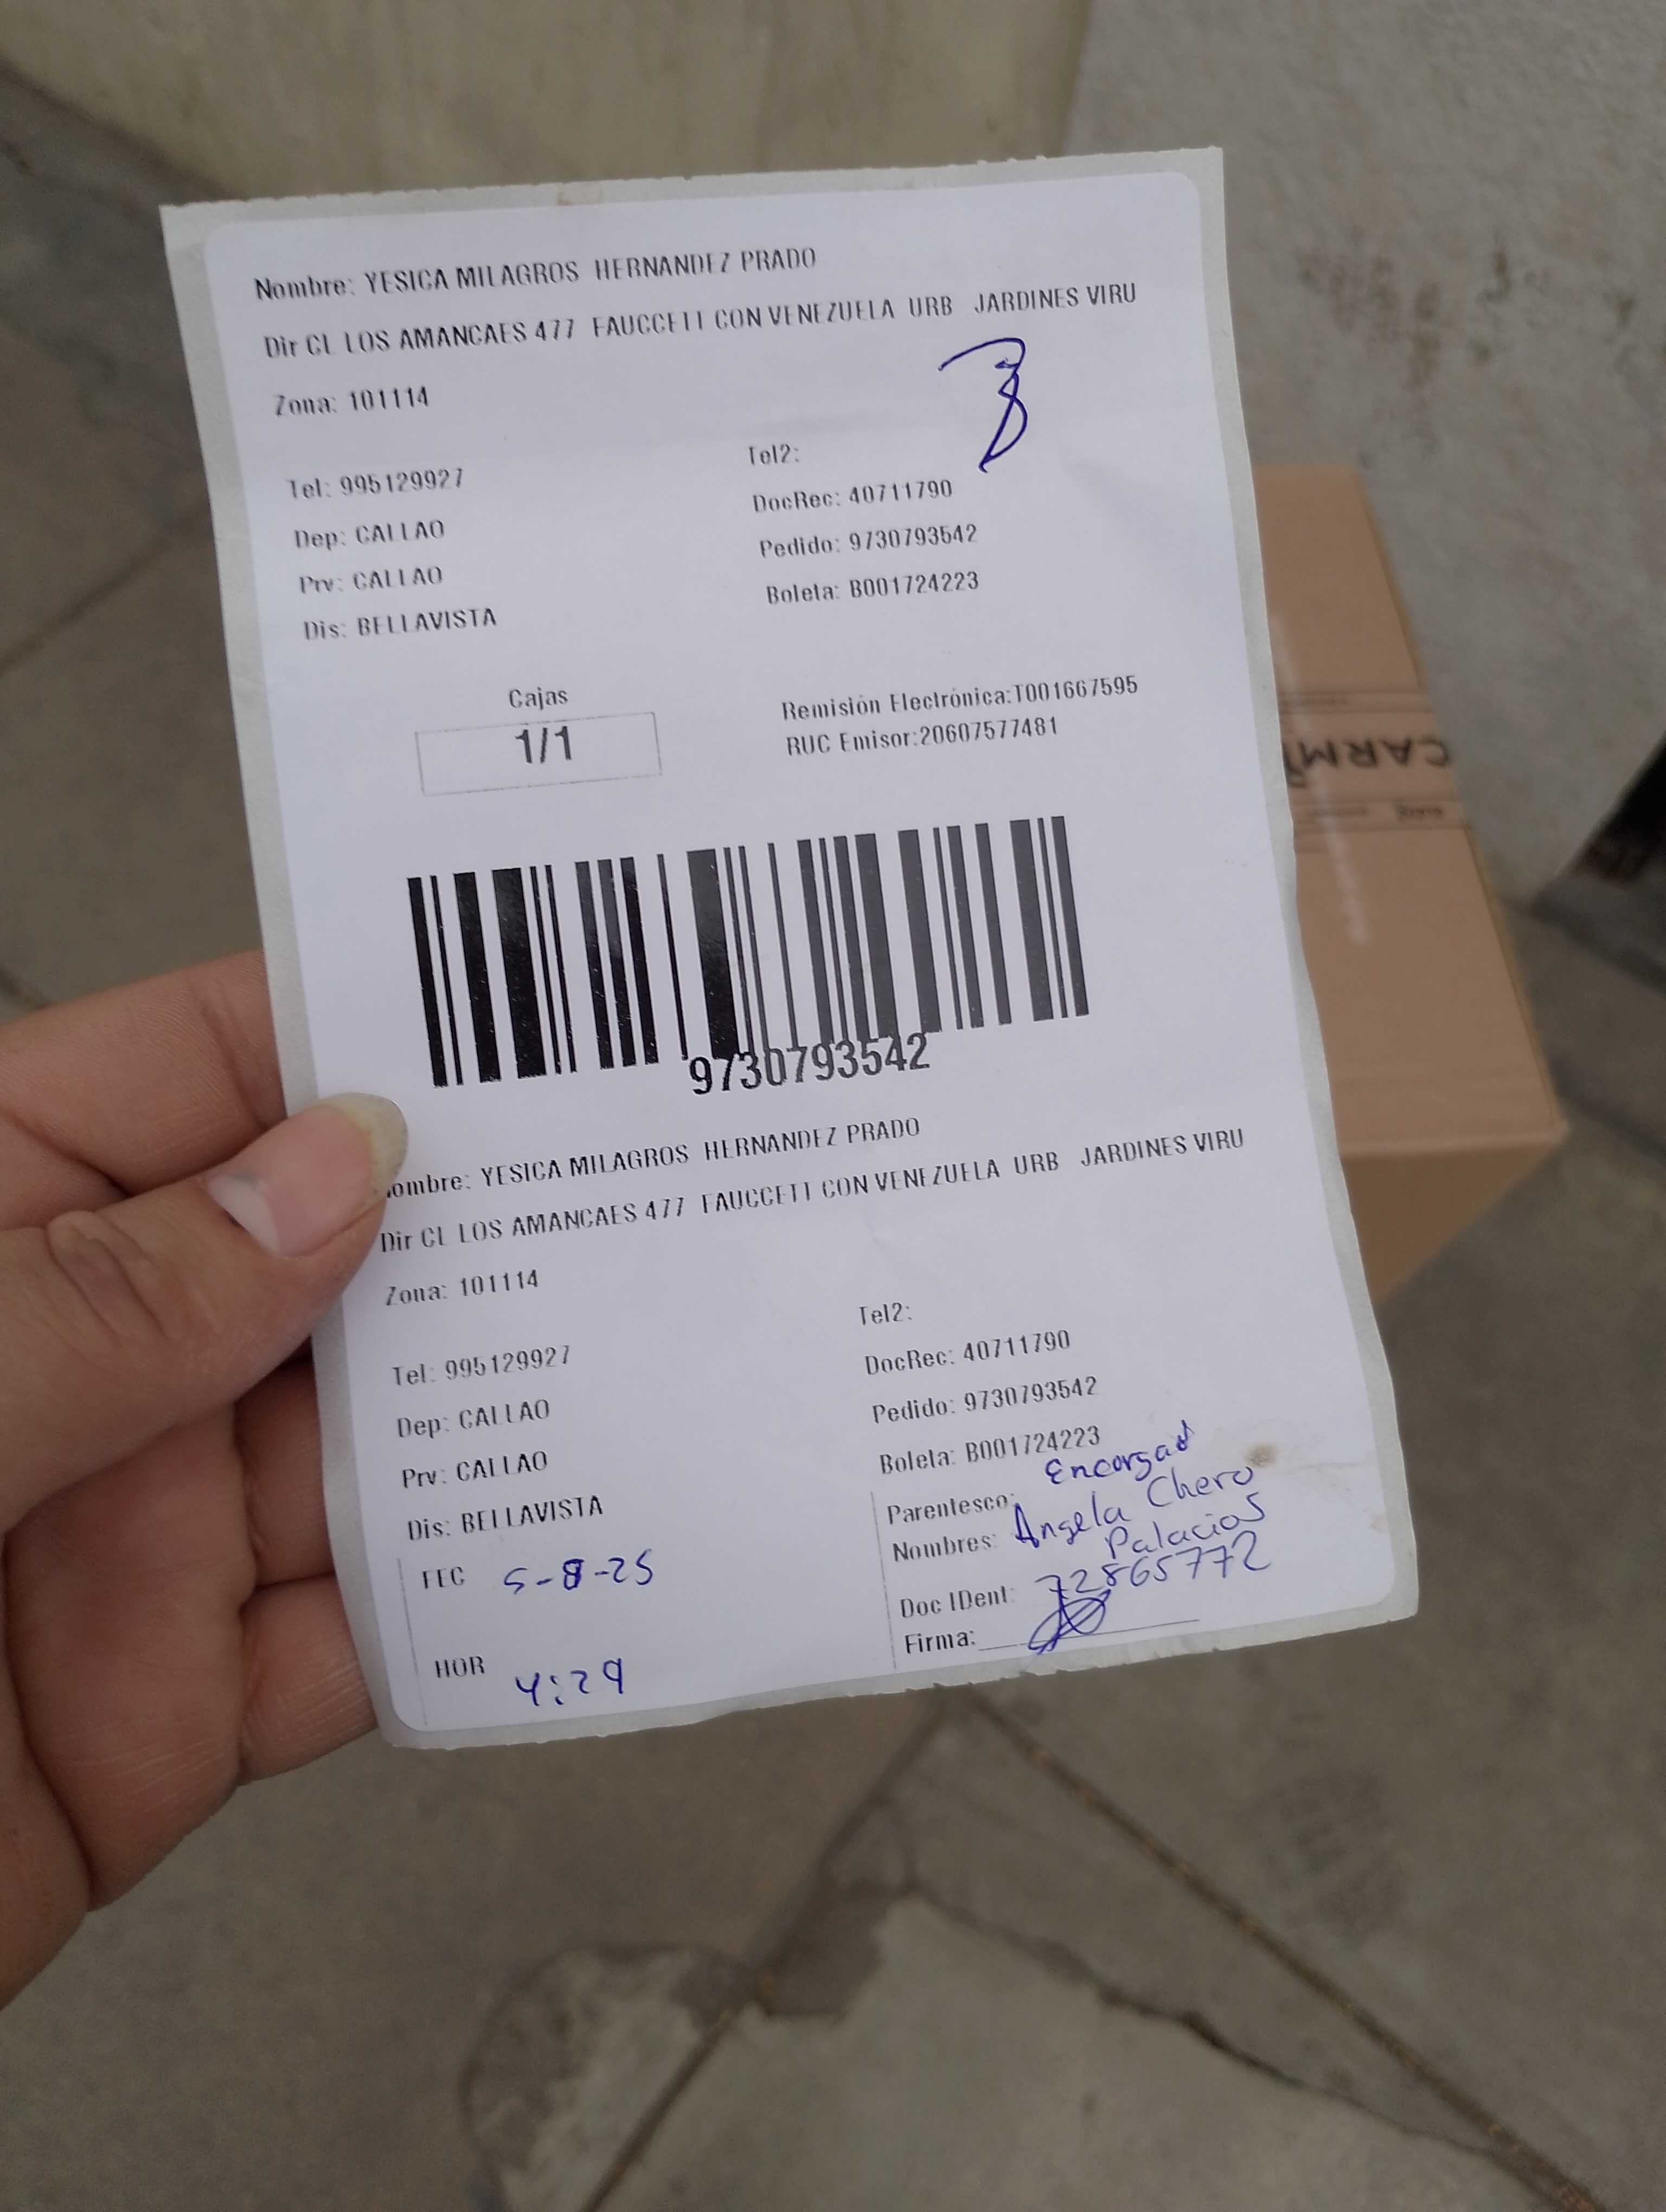 Nombre: YESICA MILAGROS HERNANDEZ PRADO
Dir CL LOS AMANCAES 477 FAUCCETT CON VENEZUELA URB JARDINES VIRU
Zona: 101114
Tel: 995129927
Tel2:
Dep: CALLAO
DocRec: 40711790
Prv: CALLAO
Pedido: 9730793542
Dis: BELLAVISTA
Boleta: B001724223
Cajas
1/1
Remisión Electrónica:T001667595
RUC Emisor:20607577481
9730793542
ombre: YESICA MILAGROS HERNANDEZ PRADO
Dir CL LOS AMANCAES 477 FAUCCETT CON VENEZUELA URB JARDINES VIRU
Zona: 101114
Tel: 995129927
Tel2:
Dep: CALLAO
DocRec: 40711790
Prv: CALLAO
Pedido: 9730793542
Dis: BELLAVISTA
Boleta: B001724223
Parentesco: Encargad
Nombres: Angela Chero
Palacios
Doc IDent: 72865772
Firma:
FEC 5-8-25
HOR 4:29
CARM